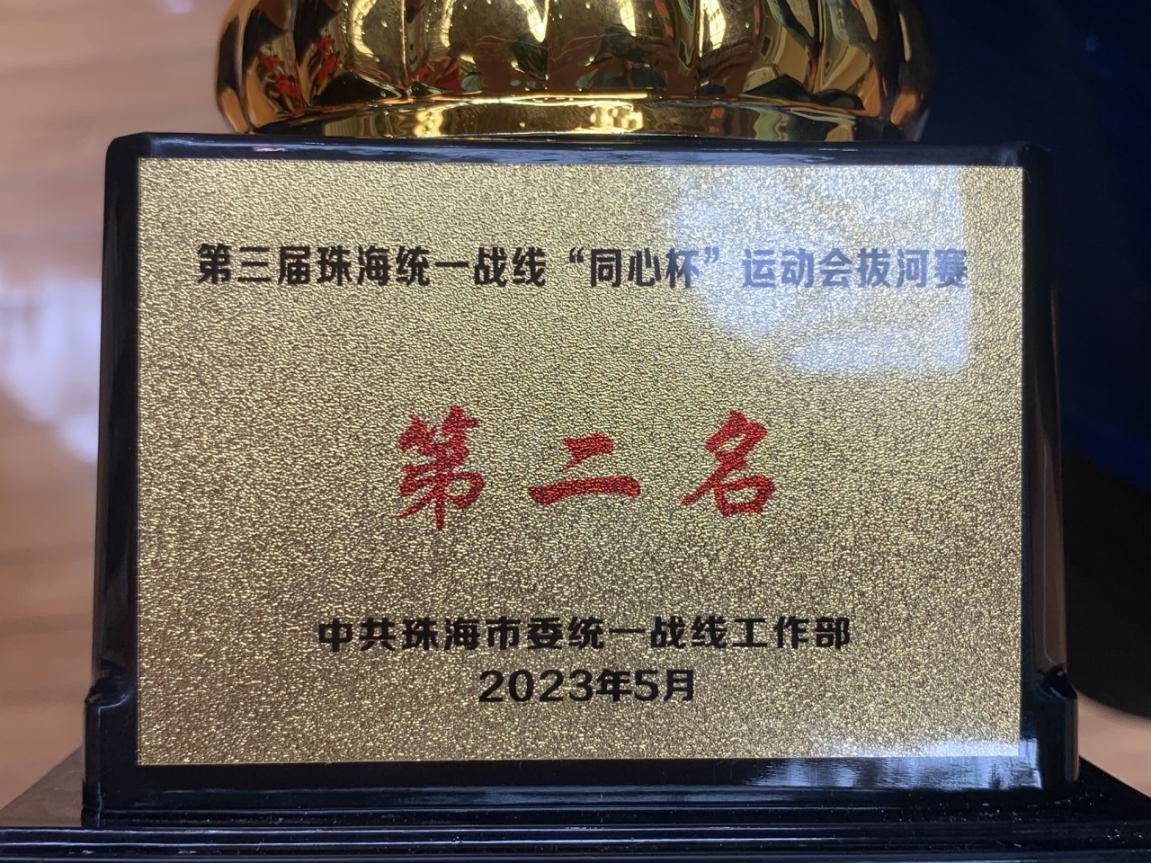 第三届珠海统一战线“同心杯”运动会拔河赛
第二名
中共珠海市委统一战线工作部
2023年5月